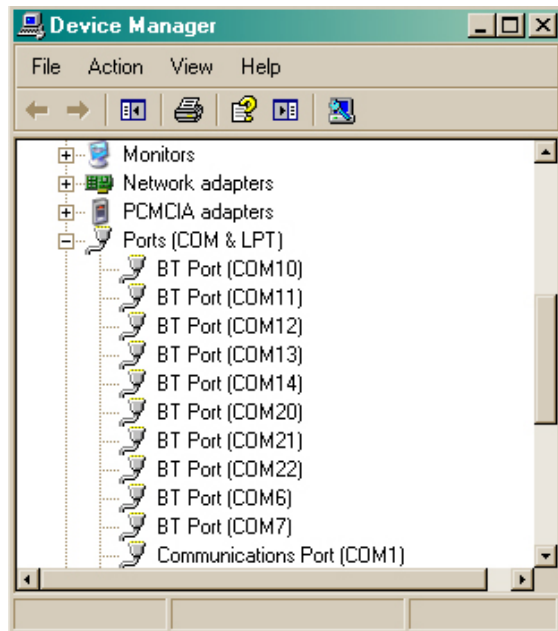 Device Manager
File Action View Help
Monitors
Network adapters
PCMCIA adapters
Ports (COM & LPT)
BT Port (COM10)
BT Port (COM11)
BT Port (COM12)
BT Port (COM13)
BT Port (COM14)
BT Port (COM20)
BT Port (COM21)
BT Port (COM22)
BT Port (COM6)
BT Port (COM7)
Communications Port (COM1)